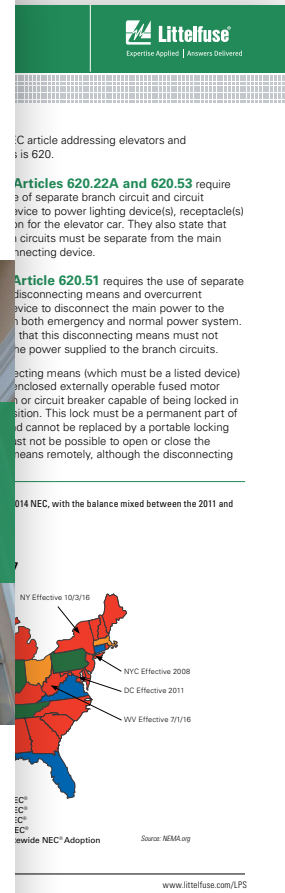 Littelfuse®
Expertise Applied | Answers Delivered
EC article addressing elevators and
s is 620.
Articles 620.22A and 620.53 require
e of separate branch circuit and circuit
evice to power lighting device(s), receptacle(s)
on for the elevator car. They also state that
circuits must be separate from the main
nnecting device.
Article 620.51 requires the use of separate
disconnecting means and overcurrent
evice to disconnect the main power to the
n both emergency and normal power system.
that this disconnecting means must not
he power supplied to the branch circuits.
ecting means (which must be a listed device)
enclosed externally operable fused motor
n or circuit breaker capable of being locked in
sition. This lock must be a permanent part of
nd cannot be replaced by a portable locking
ust not be possible to open or close the
means remotely, although the disconnecting
014 NEC, with the balance mixed between the 2011 and
7
NY Effective 10/3/16
NYC Effective 2008
DC Effective 2011
WV Effective 7/1/16
EC®
EC®
EC®
EC®
tewide NEC® Adoption
Source: NEMA.org
www.littelfuse.com/LPS